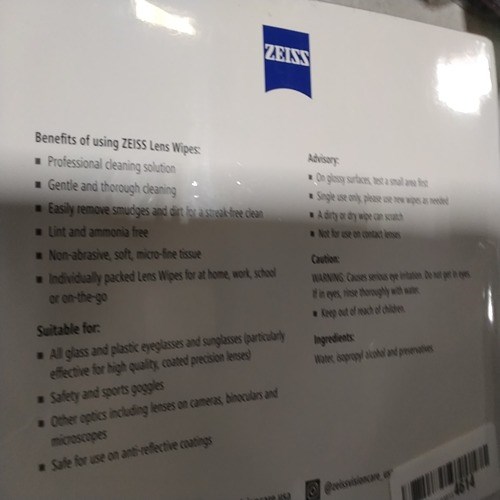 ZEISS
Benefits of using ZEISS Lens Wipes:
■ Professional cleaning solution
■ Gentle and thorough cleaning
■ Easily remove smudges and dirt for a streak-free clean
■ Lint and ammonia free
■ Non-abrasive, soft, micro-fine tissue
■ Individually packed Lens Wipes for at home, work, school
or on-the-go
Suitable for:
■ All glass and plastic eyeglasses and sunglasses (particularly
effective for high quality, coated precision lenses)
■ Safety and sports goggles
■ Other optics including lenses on cameras, binoculars and
microscopes
■ Safe for use on anti-reflective coatings
Advisory:
■ On glossy surfaces, test a small area first
■ Single use only, please use new wipes as needed
■ A dirty or dry wipe can scratch
■ Not for use on contact lenses
Caution:
WARNING: Causes serious eye irritation. Do not get in eyes.
If in eyes, rinse thoroughly with water.
■ Keep out of reach of children.
Ingredients:
Water, isopropyl alcohol and preservatives
@zeissvisioncare_us
4614